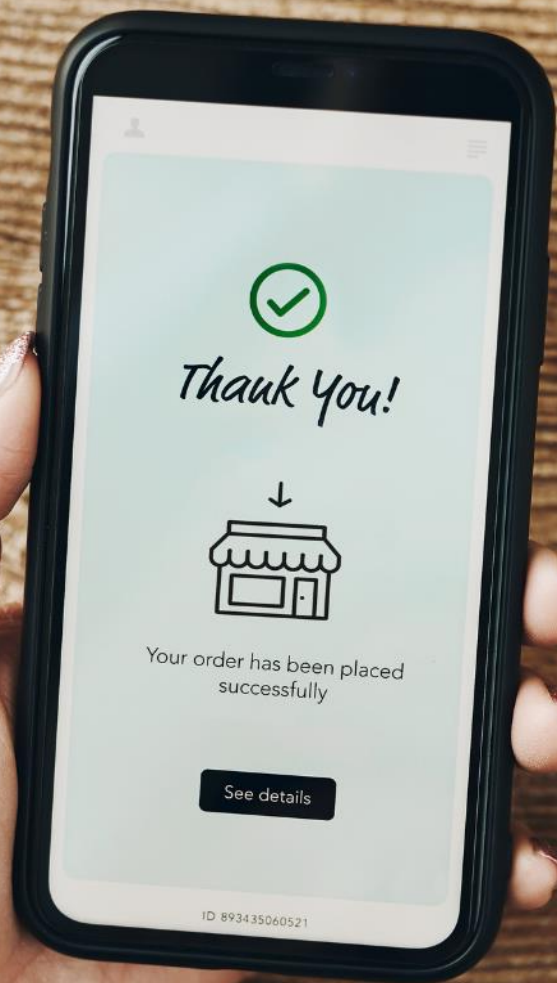 Thank You!
Your order has been placed
successfully
See details
ID 893435060521